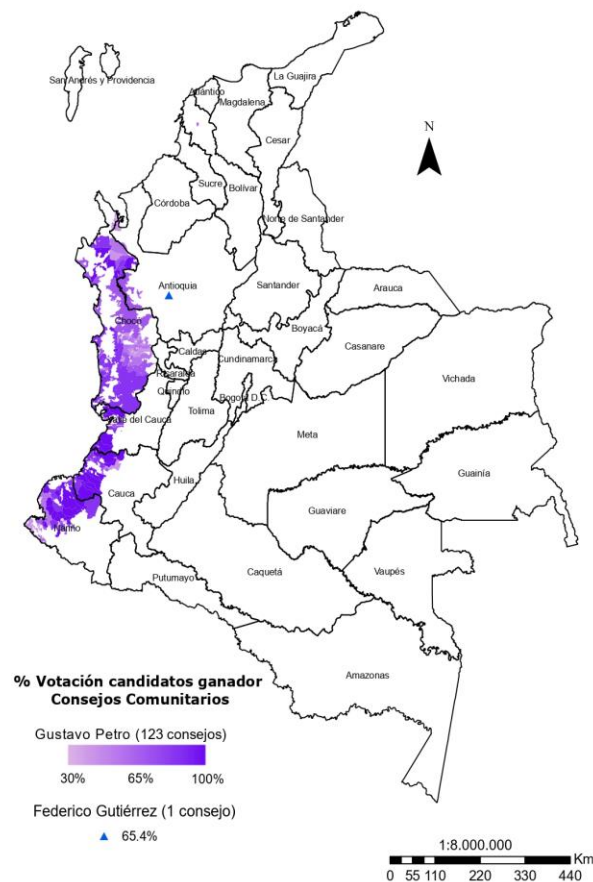 La Guajira
San Andrés y Providencia
Atlántico
Magdalena
N
Cesar
Sucre
Bolívar
Córdoba
Norte de Santander
Antioquia
Santander
Arauca
Chocó
Boyacá
Caldas
Cundinamarca
Casanare
Risaralda
Vichada
Quindío
Bogotá D.C.
Tolima
Valle del Cauca
Meta
Guainía
Huila
Cauca
Guaviare
Nariño
Caquetá
Vaupés
Putumayo
Amazonas
% Votación candidatos ganador
Consejos Comunitarios
Gustavo Petro (123 consejos)
30% 65% 100%
Federico Gutiérrez (1 consejo)
65.4%
1:8.000.000
Km
0 55 110 220 330 440